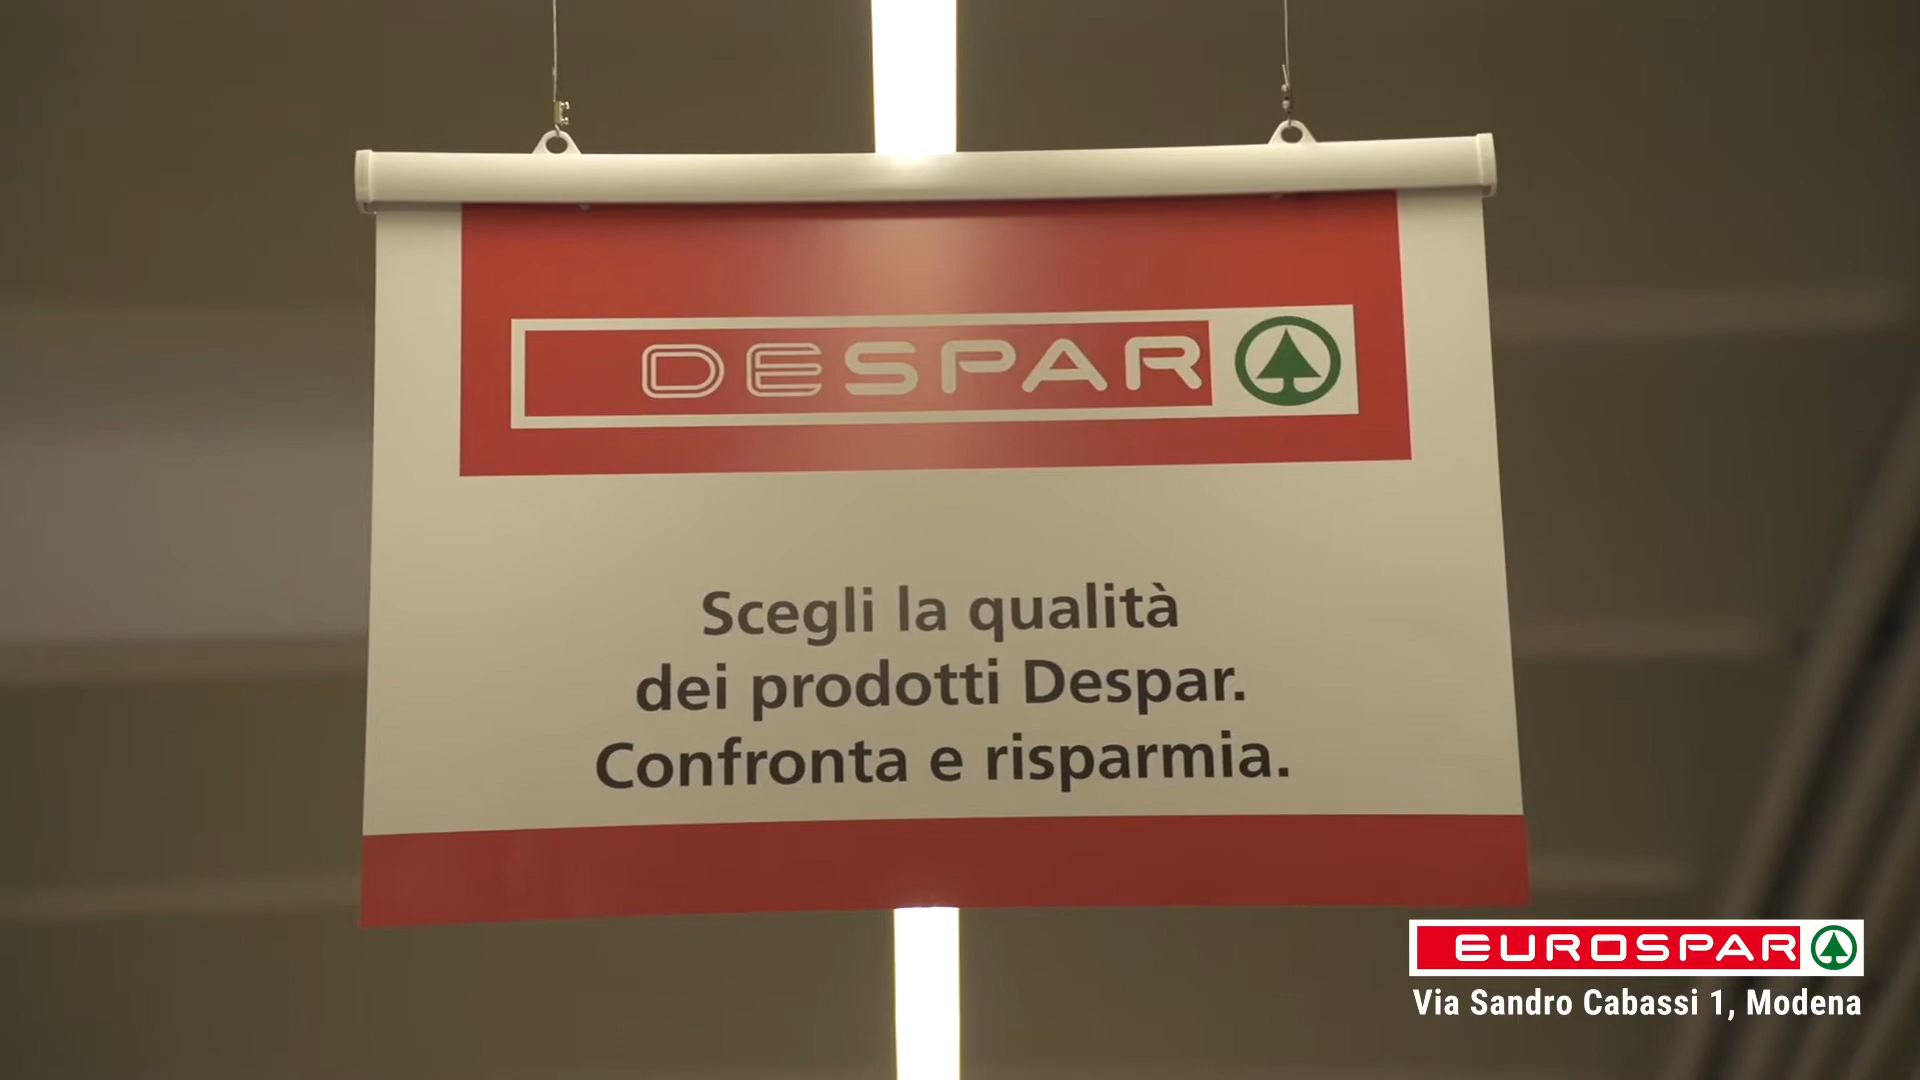 DESPAR
Scegli la qualità
dei prodotti Despar.
Confronta e risparmia.
EUROSPAR
Via Sandro Cabassi 1, Modena